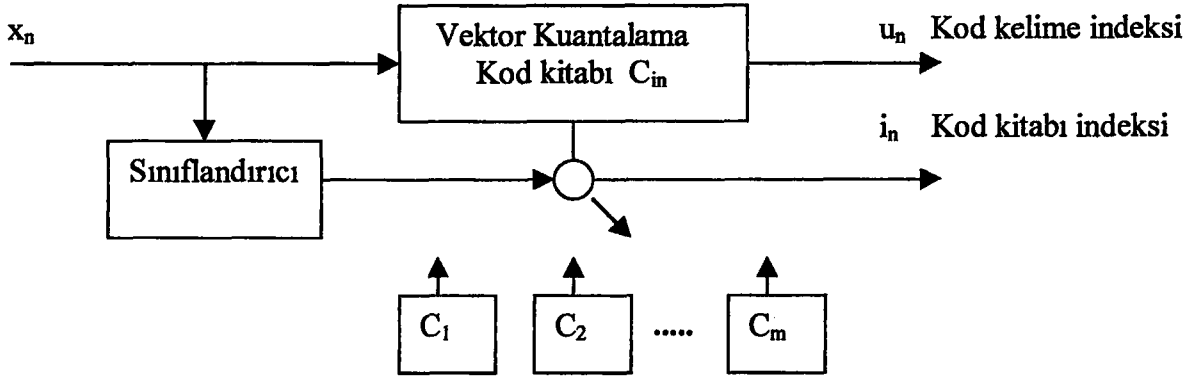 xn
Vektor Kuantalama
Kod kitabı Cin
un Kod kelime indeksi
in Kod kitabı indeksi
Sınıflandırıcı
C1
C2
.....
Cm